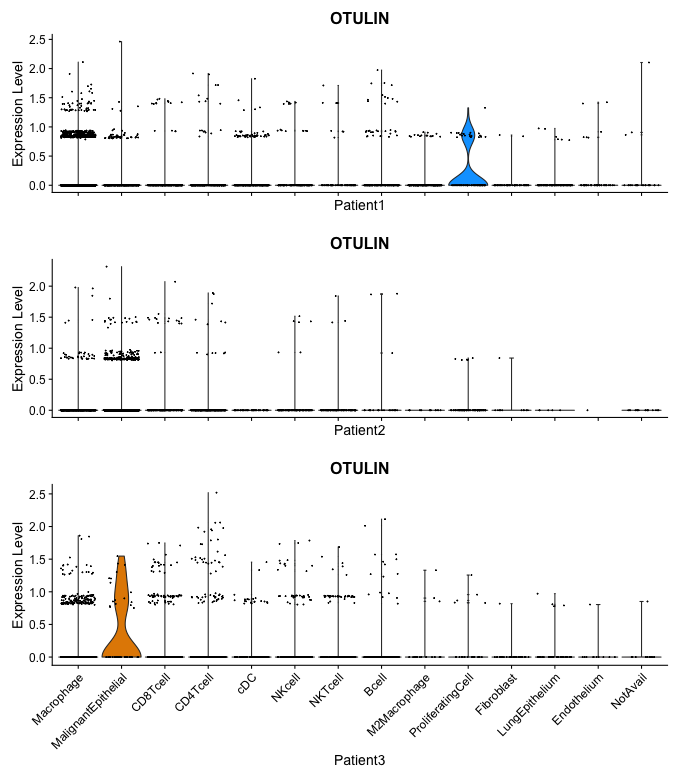 OTULIN
Expression Level
2.5
2.0
1.5
1.0
0.5
0.0
Patient1
OTULIN
Expression Level
2.0
1.5
1.0
0.5
0.0
Patient2
OTULIN
Expression Level
2.5
2.0
1.5
1.0
0.5
0.0
Macrophage
MalignantEpithelial
CD8Tcell
CD4Tcell
cDC
NKcell
NKTcell
Bcell
M2Macrophage
ProliferatingCell
Fibroblast
LungEpithelium
Endothelium
NotAvail
Patient3